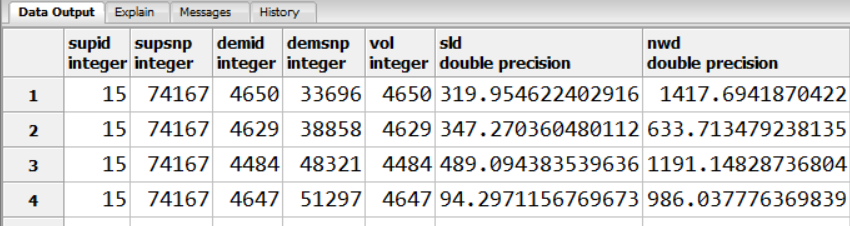 Data Output Explain Messages History
supid supsnp demid demsnp vol sld nwd
integer integer integer integer integer double precision double precision
1 15 74167 4650 33696 4650 319.954622402916 1417.6941870422
2 15 74167 4629 38858 4629 347.270360480112 633.713479238135
3 15 74167 4484 48321 4484 489.094383539636 1191.14828736804
4 15 74167 4647 51297 4647 94.2971156769673 986.037776369839